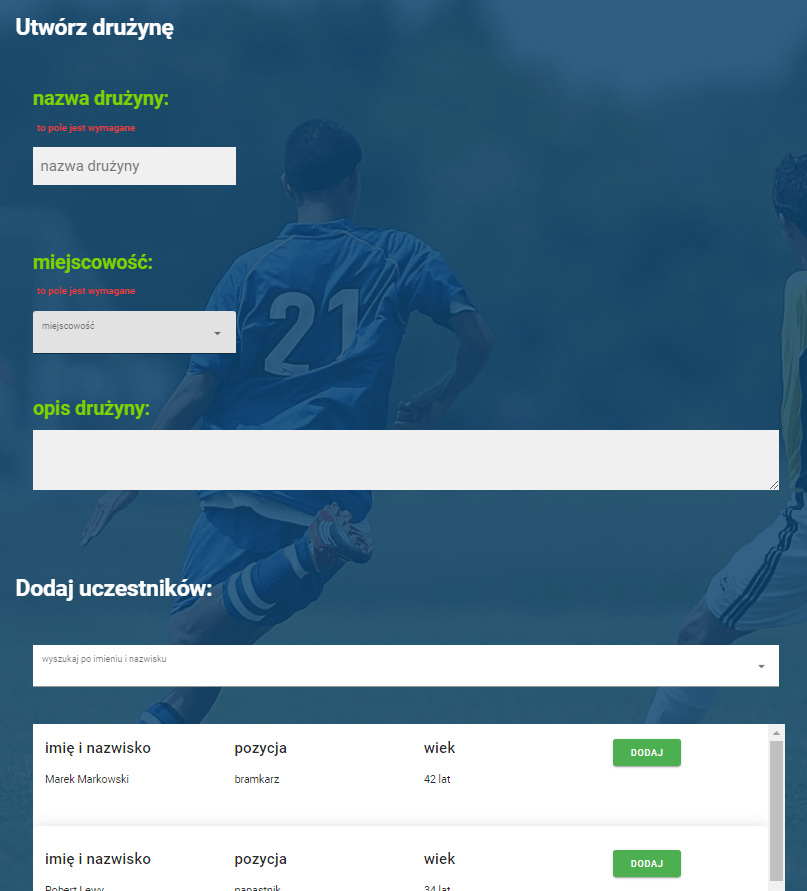 Utwórz drużynę
nazwa drużyny:
to pole jest wymagane
nazwa drużyny
21
miejscowość:
to pole jest wymagane
miejscowość
opis drużyny:
Dodaj uczestników:
wyszukaj po imieniu i nazwisku
imię i nazwisko pozycja wiek DODAJ
Marek Markowski bramkarz 42 lat
imię i nazwisko pozycja wiek DODAJ
Robert Lewy napastnik 34 lat